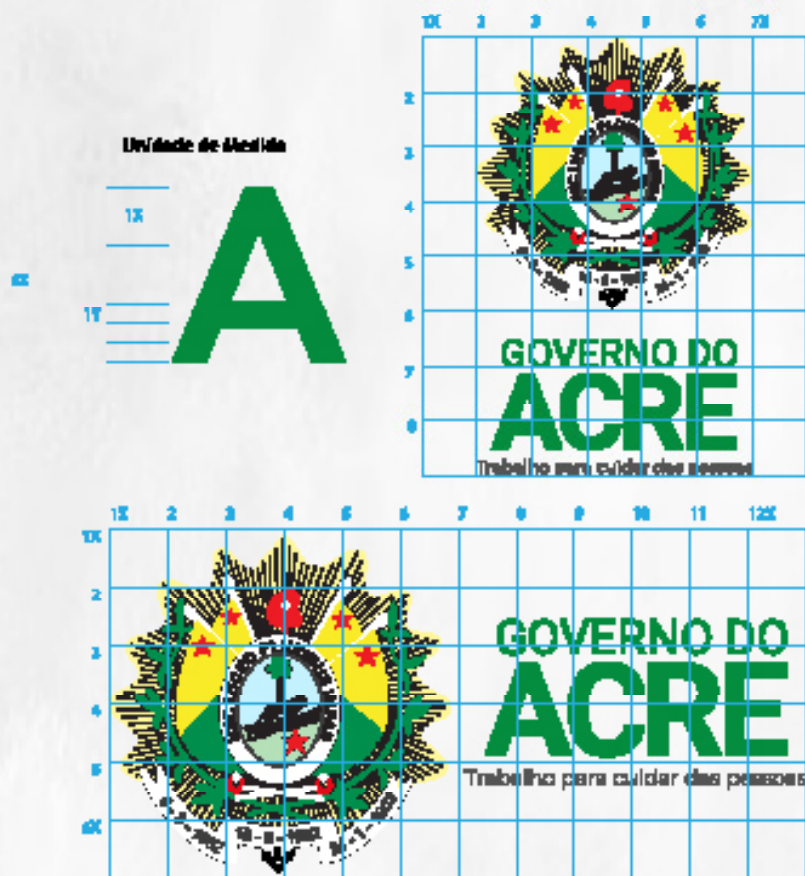 1X 2 3 4 5 6 7X
2
Unidade de Medida
3
1X
4
5
1Y
6
GOVERNO DO
7
ACRE
8
Trabalho para cuidar das pessoas
1X 2 3 4 5 6 7 8 9 10 11 12X
1X
2
GOVERNO DO
3
ACRE
4
5
Trabalho para cuidar das pessoas
6X